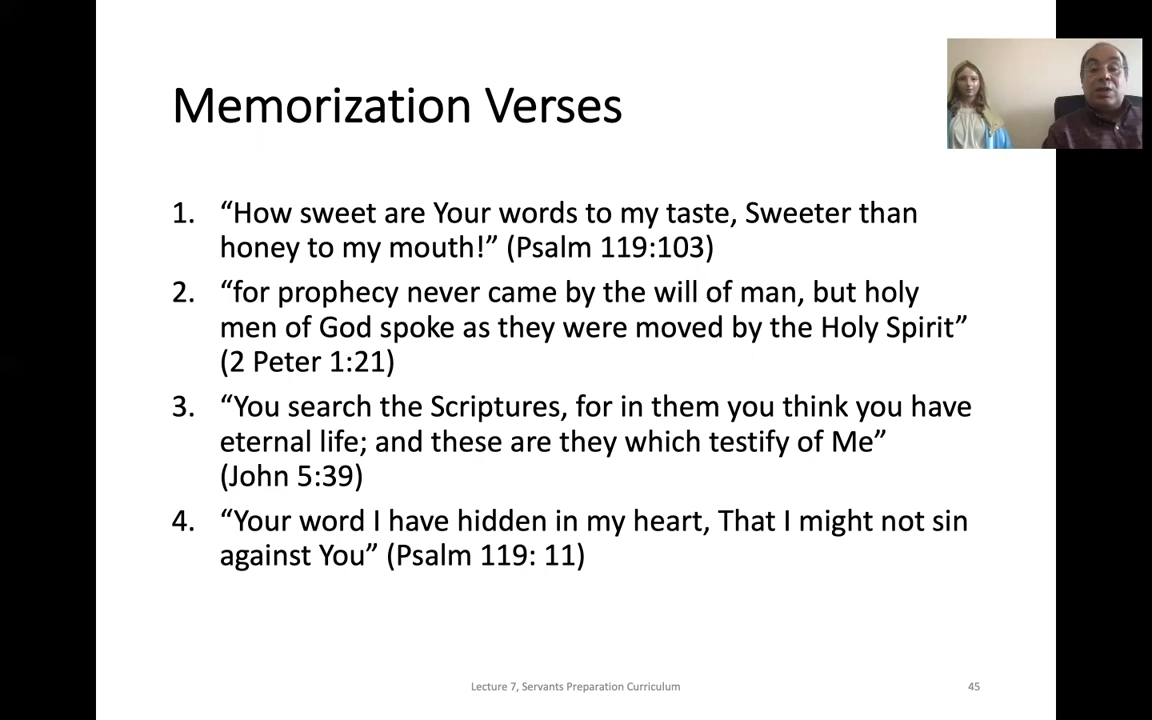 Memorization Verses
1. “How sweet are Your words to my taste, Sweeter than
honey to my mouth!” (Psalm 119:103)
2. “for prophecy never came by the will of man, but holy
men of God spoke as they were moved by the Holy Spirit”
(2 Peter 1:21)
3. “You search the Scriptures, for in them you think you have
eternal life; and these are they which testify of Me”
(John 5:39)
4. “Your word I have hidden in my heart, That I might not sin
against You” (Psalm 119: 11)
Lecture 7, Servants Preparation Curriculum
45